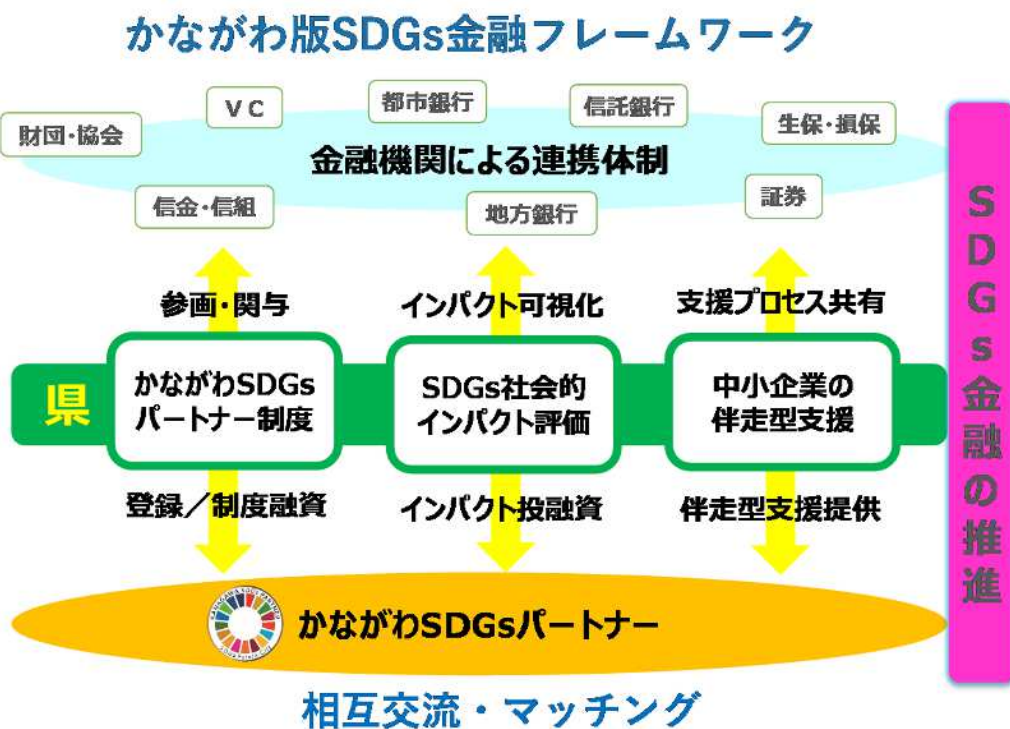 かながわ版SDGs金融フレームワーク
財団・協会
VC
都市銀行
信託銀行
生保・損保
金融機関による連携体制
信金・信組
地方銀行
証券
参画・関与
インパクト可視化
支援プロセス共有
県
かながわSDGs
パートナー制度
SDGs社会的
インパクト評価
中小企業の
伴走型支援
登録／制度融資
インパクト投融資
伴走型支援提供
かながわSDGsパートナー
相互交流・マッチング
SDGs金融の推進